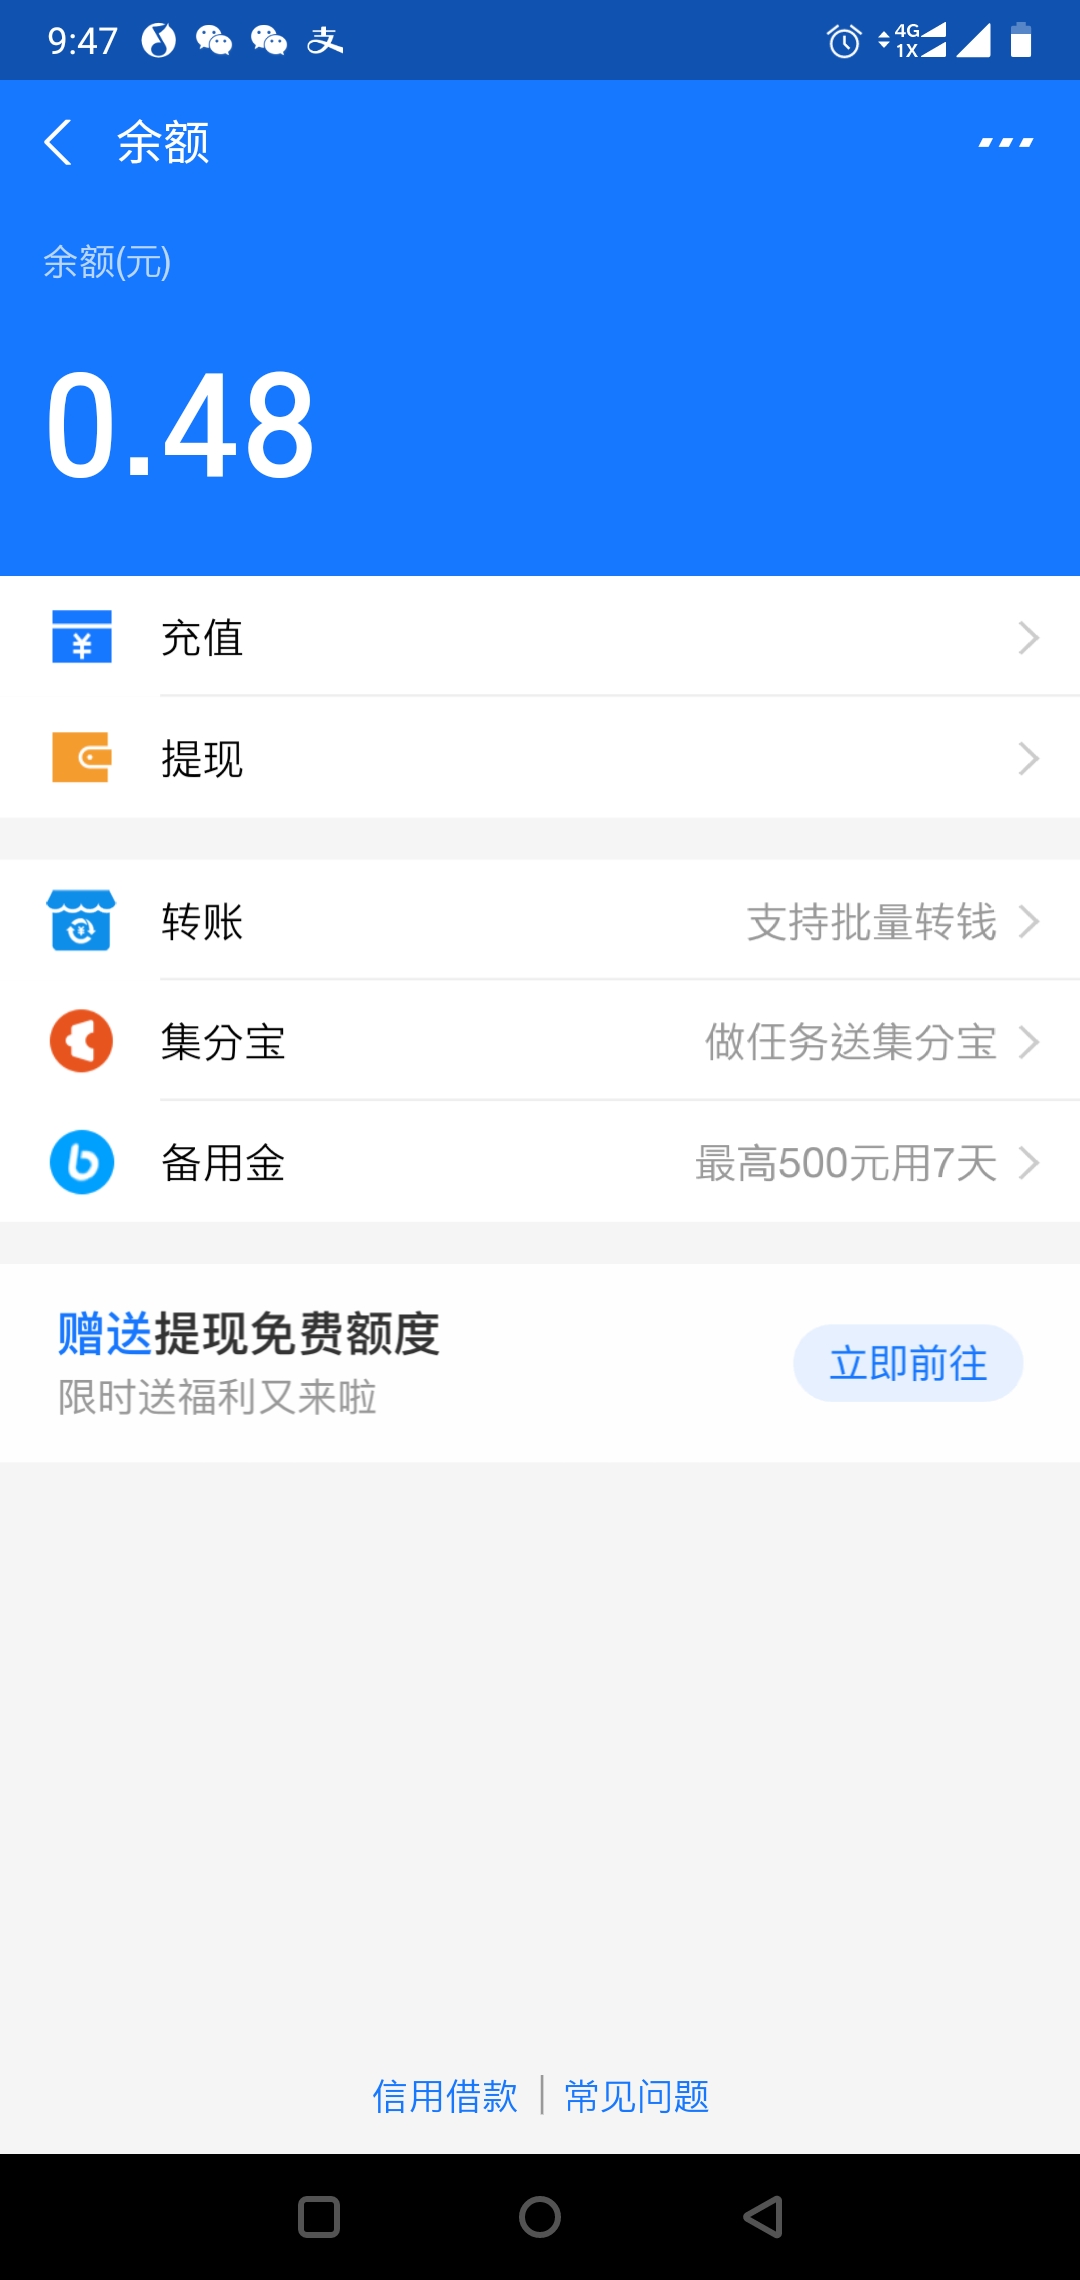 9:47
4G
1X
余额
余额(元)
0.48
充值
提现
转账 支持批量转钱
集分宝 做任务送集分宝
备用金 最高500元用7天
赠送提现免费额度
限时送福利又来啦
立即前往
信用借款 | 常见问题